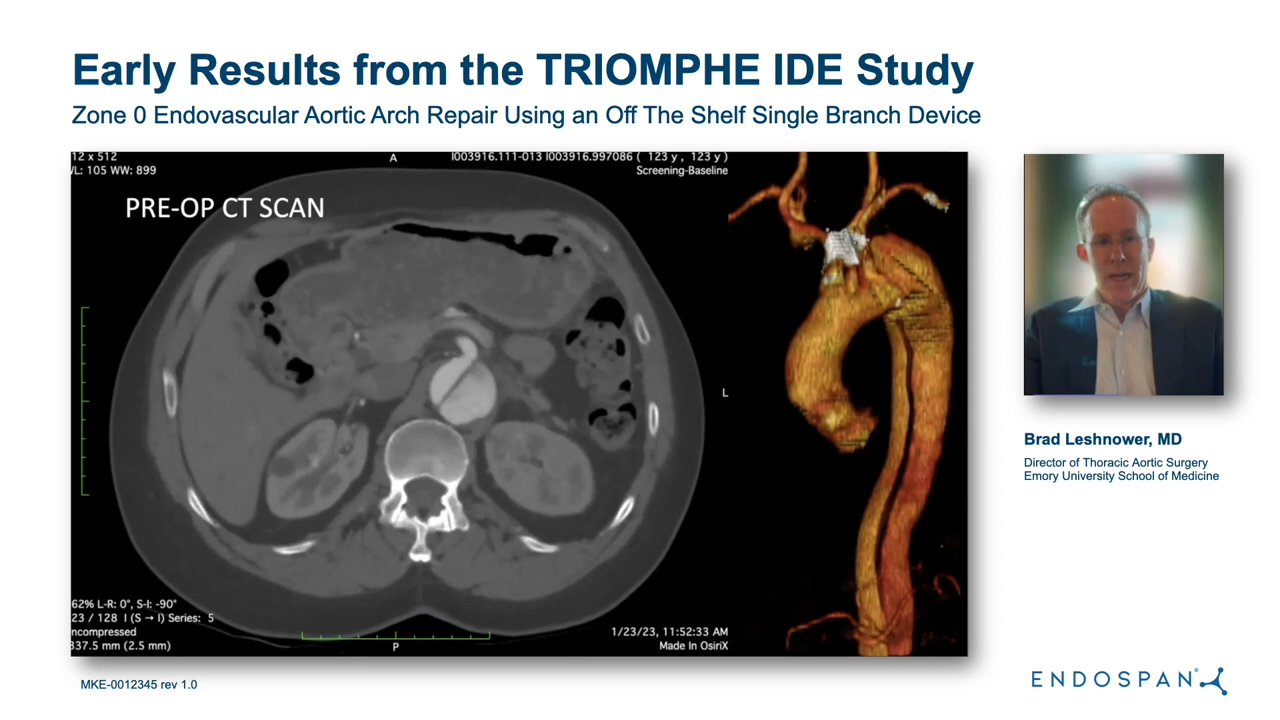 Early Results from the TRIOMPHE IDE Study
Zone 0 Endovascular Aortic Arch Repair Using an Off The Shelf Single Branch Device
12 x 512
A
I003916.111-013 I003916.997086 ( 123 y , 123 y )
/L: 105 WW: 899
Screening-Baseline
PRE-OP CT SCAN
L
62% L-R: 0°, S-I: -90°
23 / 128 I (S → I) Series: 5
ncompressed
337.5 mm (2.5 mm)
P
1/23/23, 11:52:33 AM
Made In OsiriX
Brad Leshnower, MD
Director of Thoracic Aortic Surgery
Emory University School of Medicine
MKE-0012345 rev 1.0
ENDOSPAN®